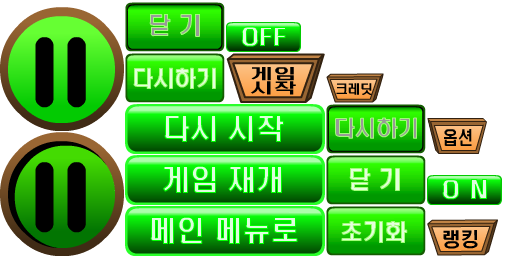 닫 기
OFF
다시하기
게임
시작
크레딧
다시 시작
다시하기
옵션
게임 재개
닫 기
O N
메인 메뉴로
초기화
랭킹